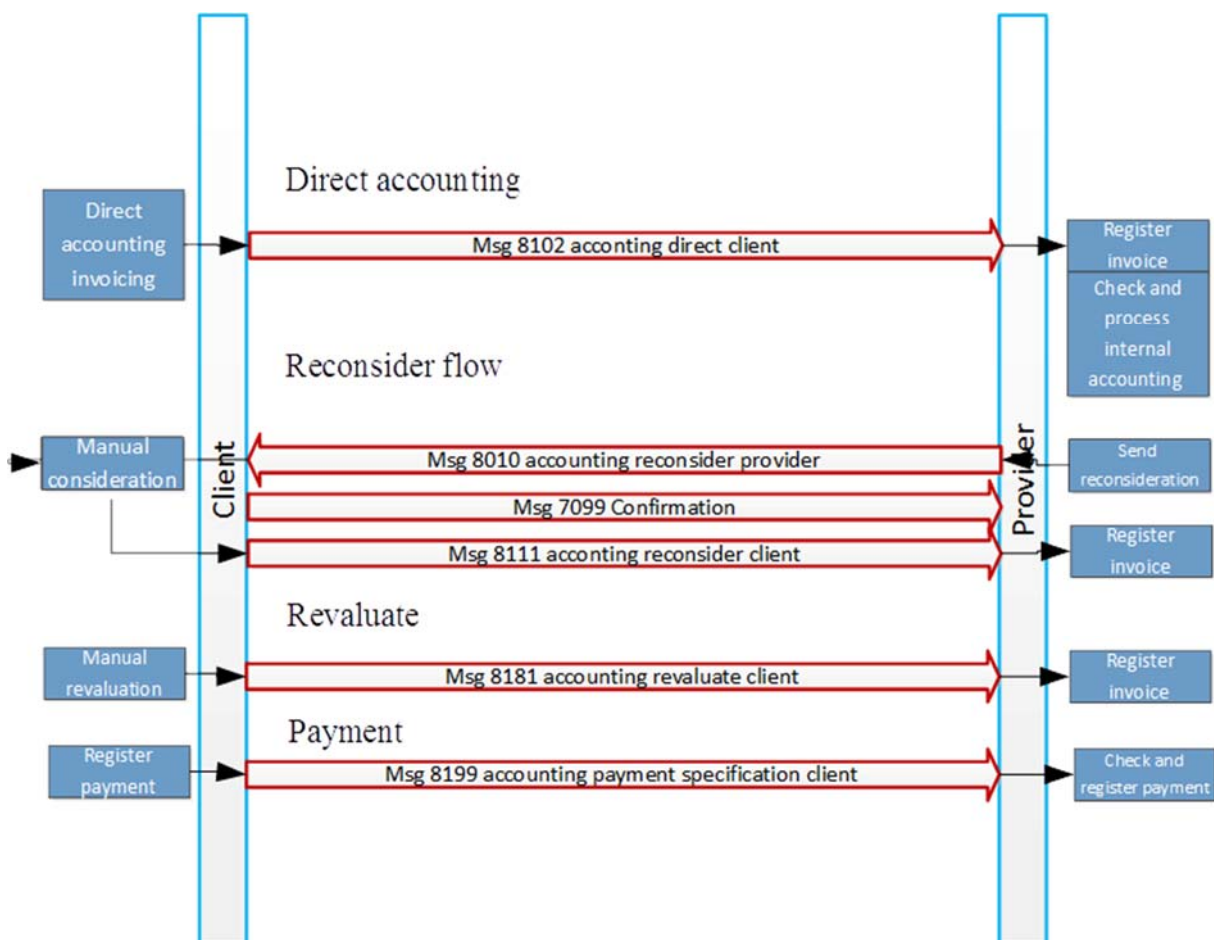 Direct accounting
Direct
accounting
invoicing
Msg 8102 acconting direct client
Register
invoice
Check and
process
internal
accounting
Reconsider flow
Client
Provider
Manual
consideration
Msg 8010 accounting reconsider provider
Send
reconsideration
Msg 7099 Confirmation
Msg 8111 acconting reconsider client
Register
invoice
Revaluate
Manual
revaluation
Msg 8181 accounting revaluate client
Register
invoice
Payment
Register
payment
Msg 8199 accounting payment specification client
Check and
register payment